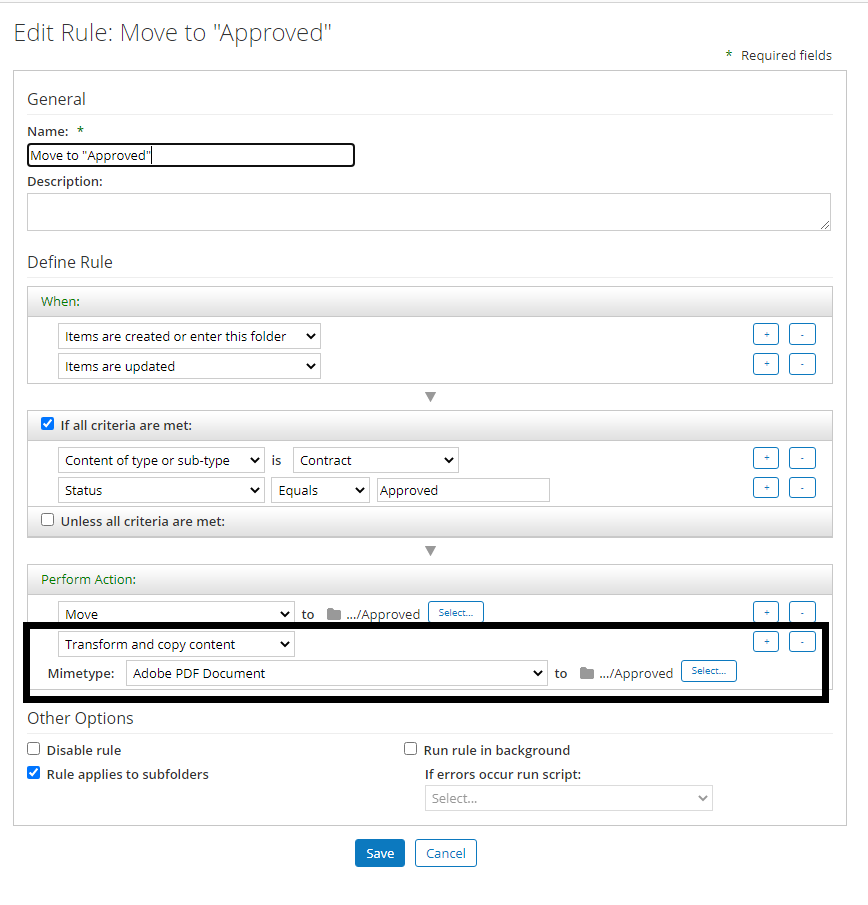 Edit Rule: Move to "Approved"
* Required fields
General
Name: *
Move to "Approved"
Description:
Define Rule
When:
Items are created or enter this folder + -
Items are updated + -
If all criteria are met:
Content of type or sub-type is Contract + -
Status Equals Approved + -
Unless all criteria are met:
Perform Action:
Move to .../Approved Select... + -
Transform and copy content + -
Mimetype: Adobe PDF Document to .../Approved Select...
Other Options
Disable rule Run rule in background
Rule applies to subfolders If errors occur run script:
Select...
Save Cancel